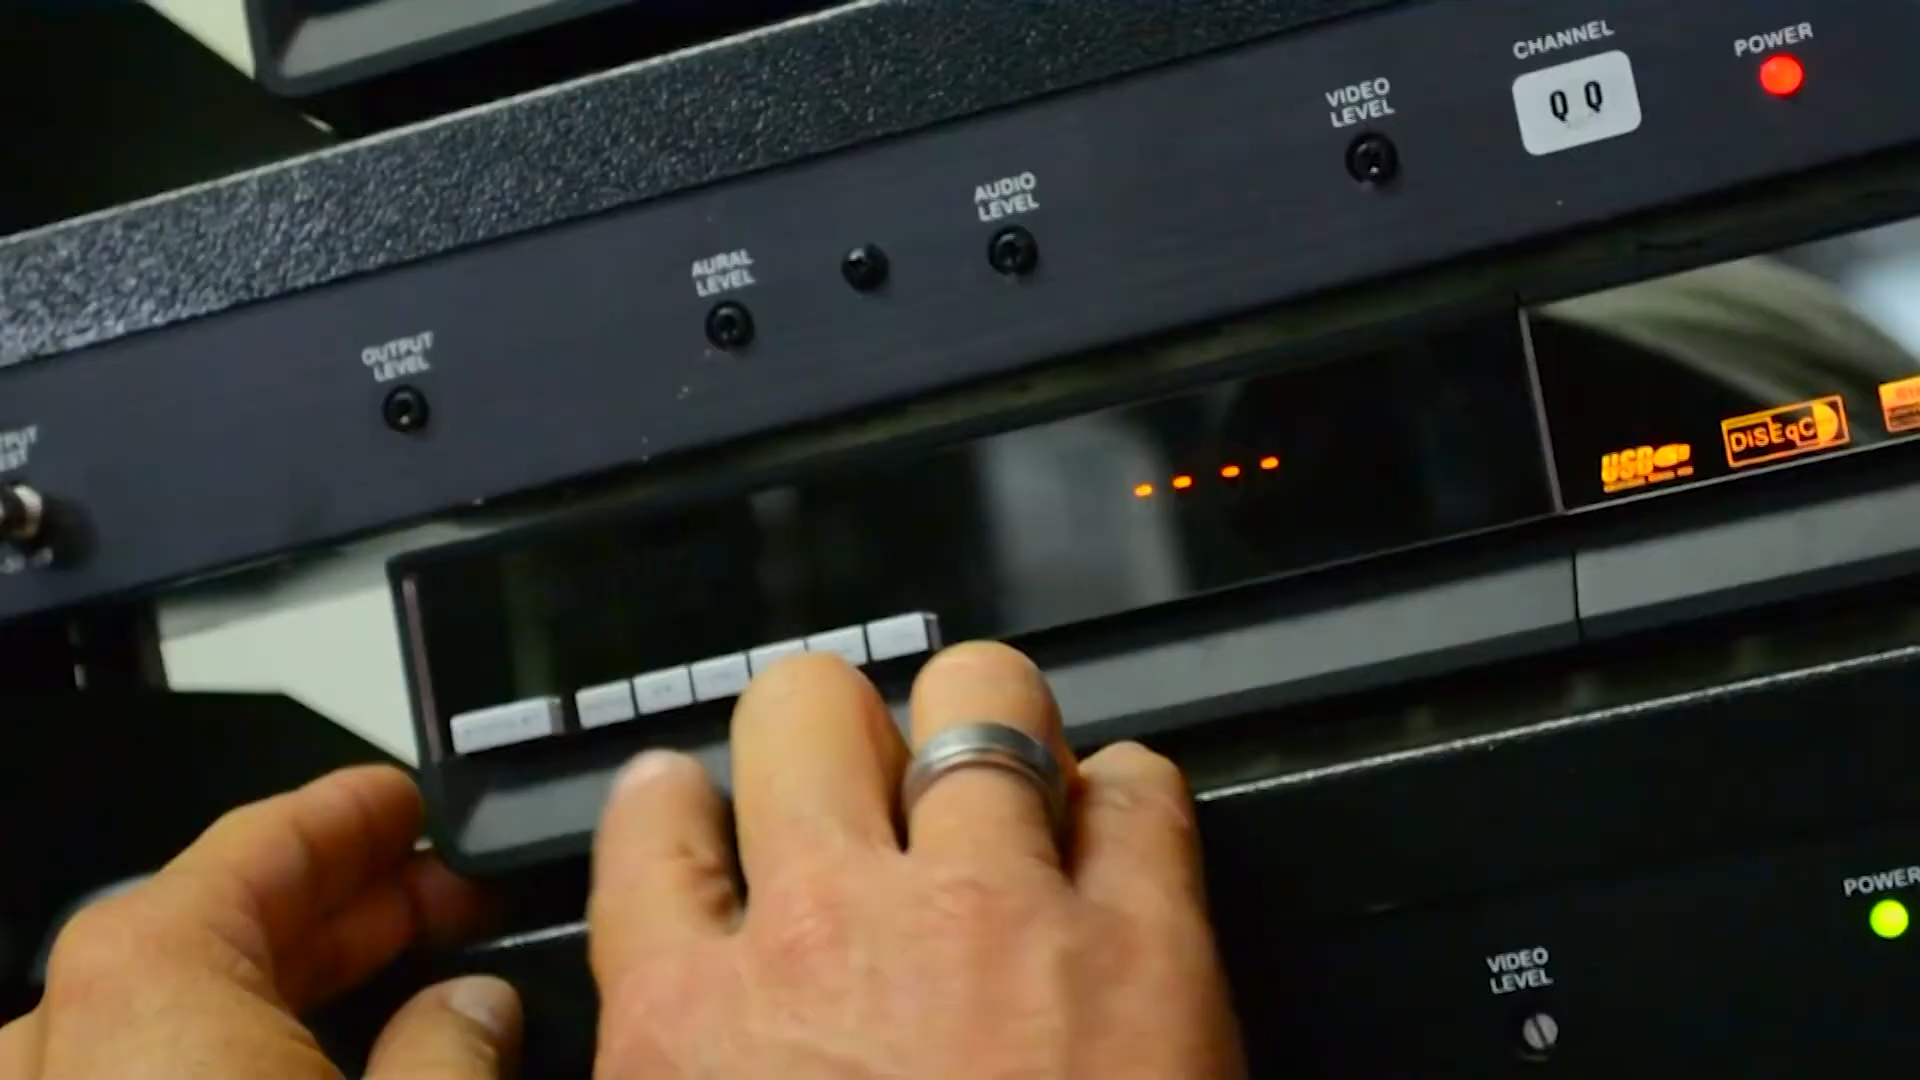 CHANNEL
POWER
Q Q
VIDEO
LEVEL
AUDIO
LEVEL
AURAL
LEVEL
OUTPUT
LEVEL
USB
DiSEqC
POWER
VIDEO
LEVEL